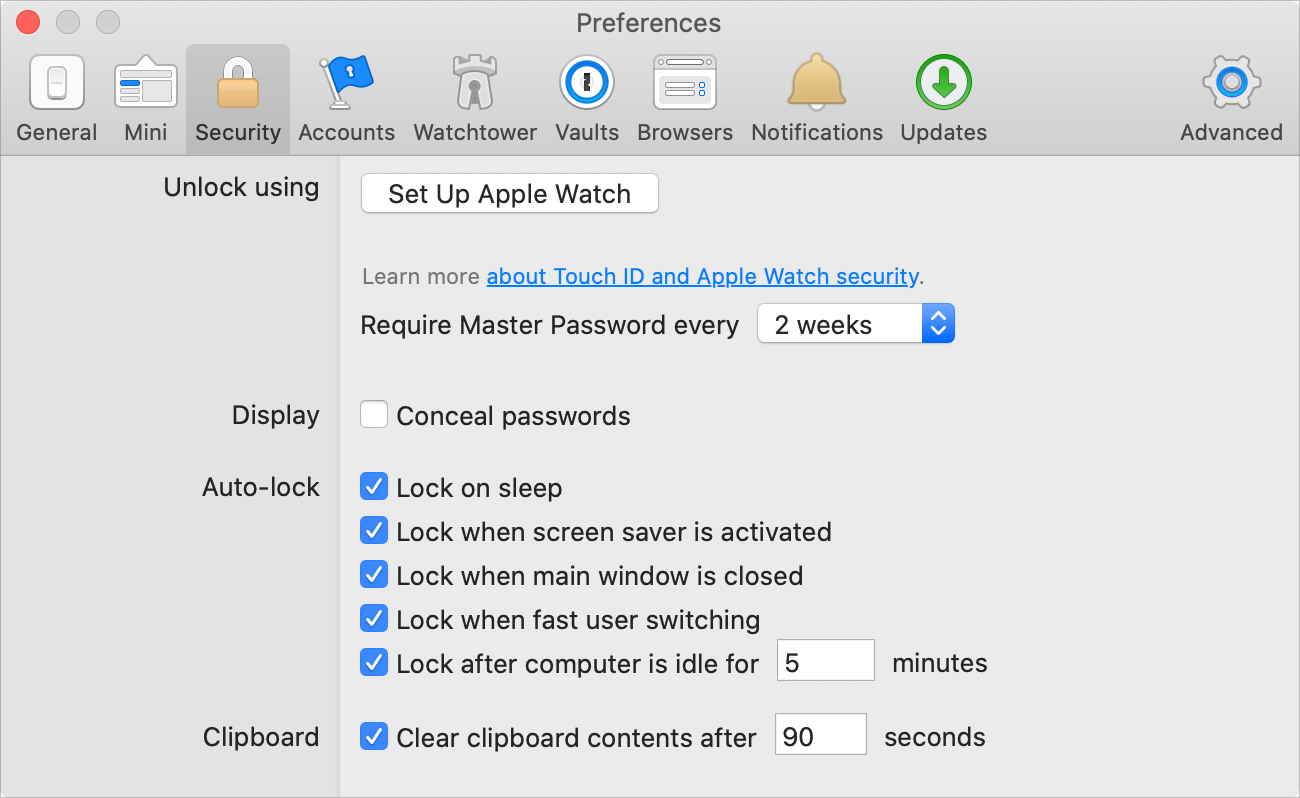 Preferences
General Mini Security Accounts Watchtower Vaults Browsers Notifications Updates Advanced
Unlock using Set Up Apple Watch
Learn more about Touch ID and Apple Watch security.
Require Master Password every 2 weeks
Display Conceal passwords
Auto-lock Lock on sleep
Lock when screen saver is activated
Lock when main window is closed
Lock when fast user switching
Lock after computer is idle for 5 minutes
Clipboard Clear clipboard contents after 90 seconds